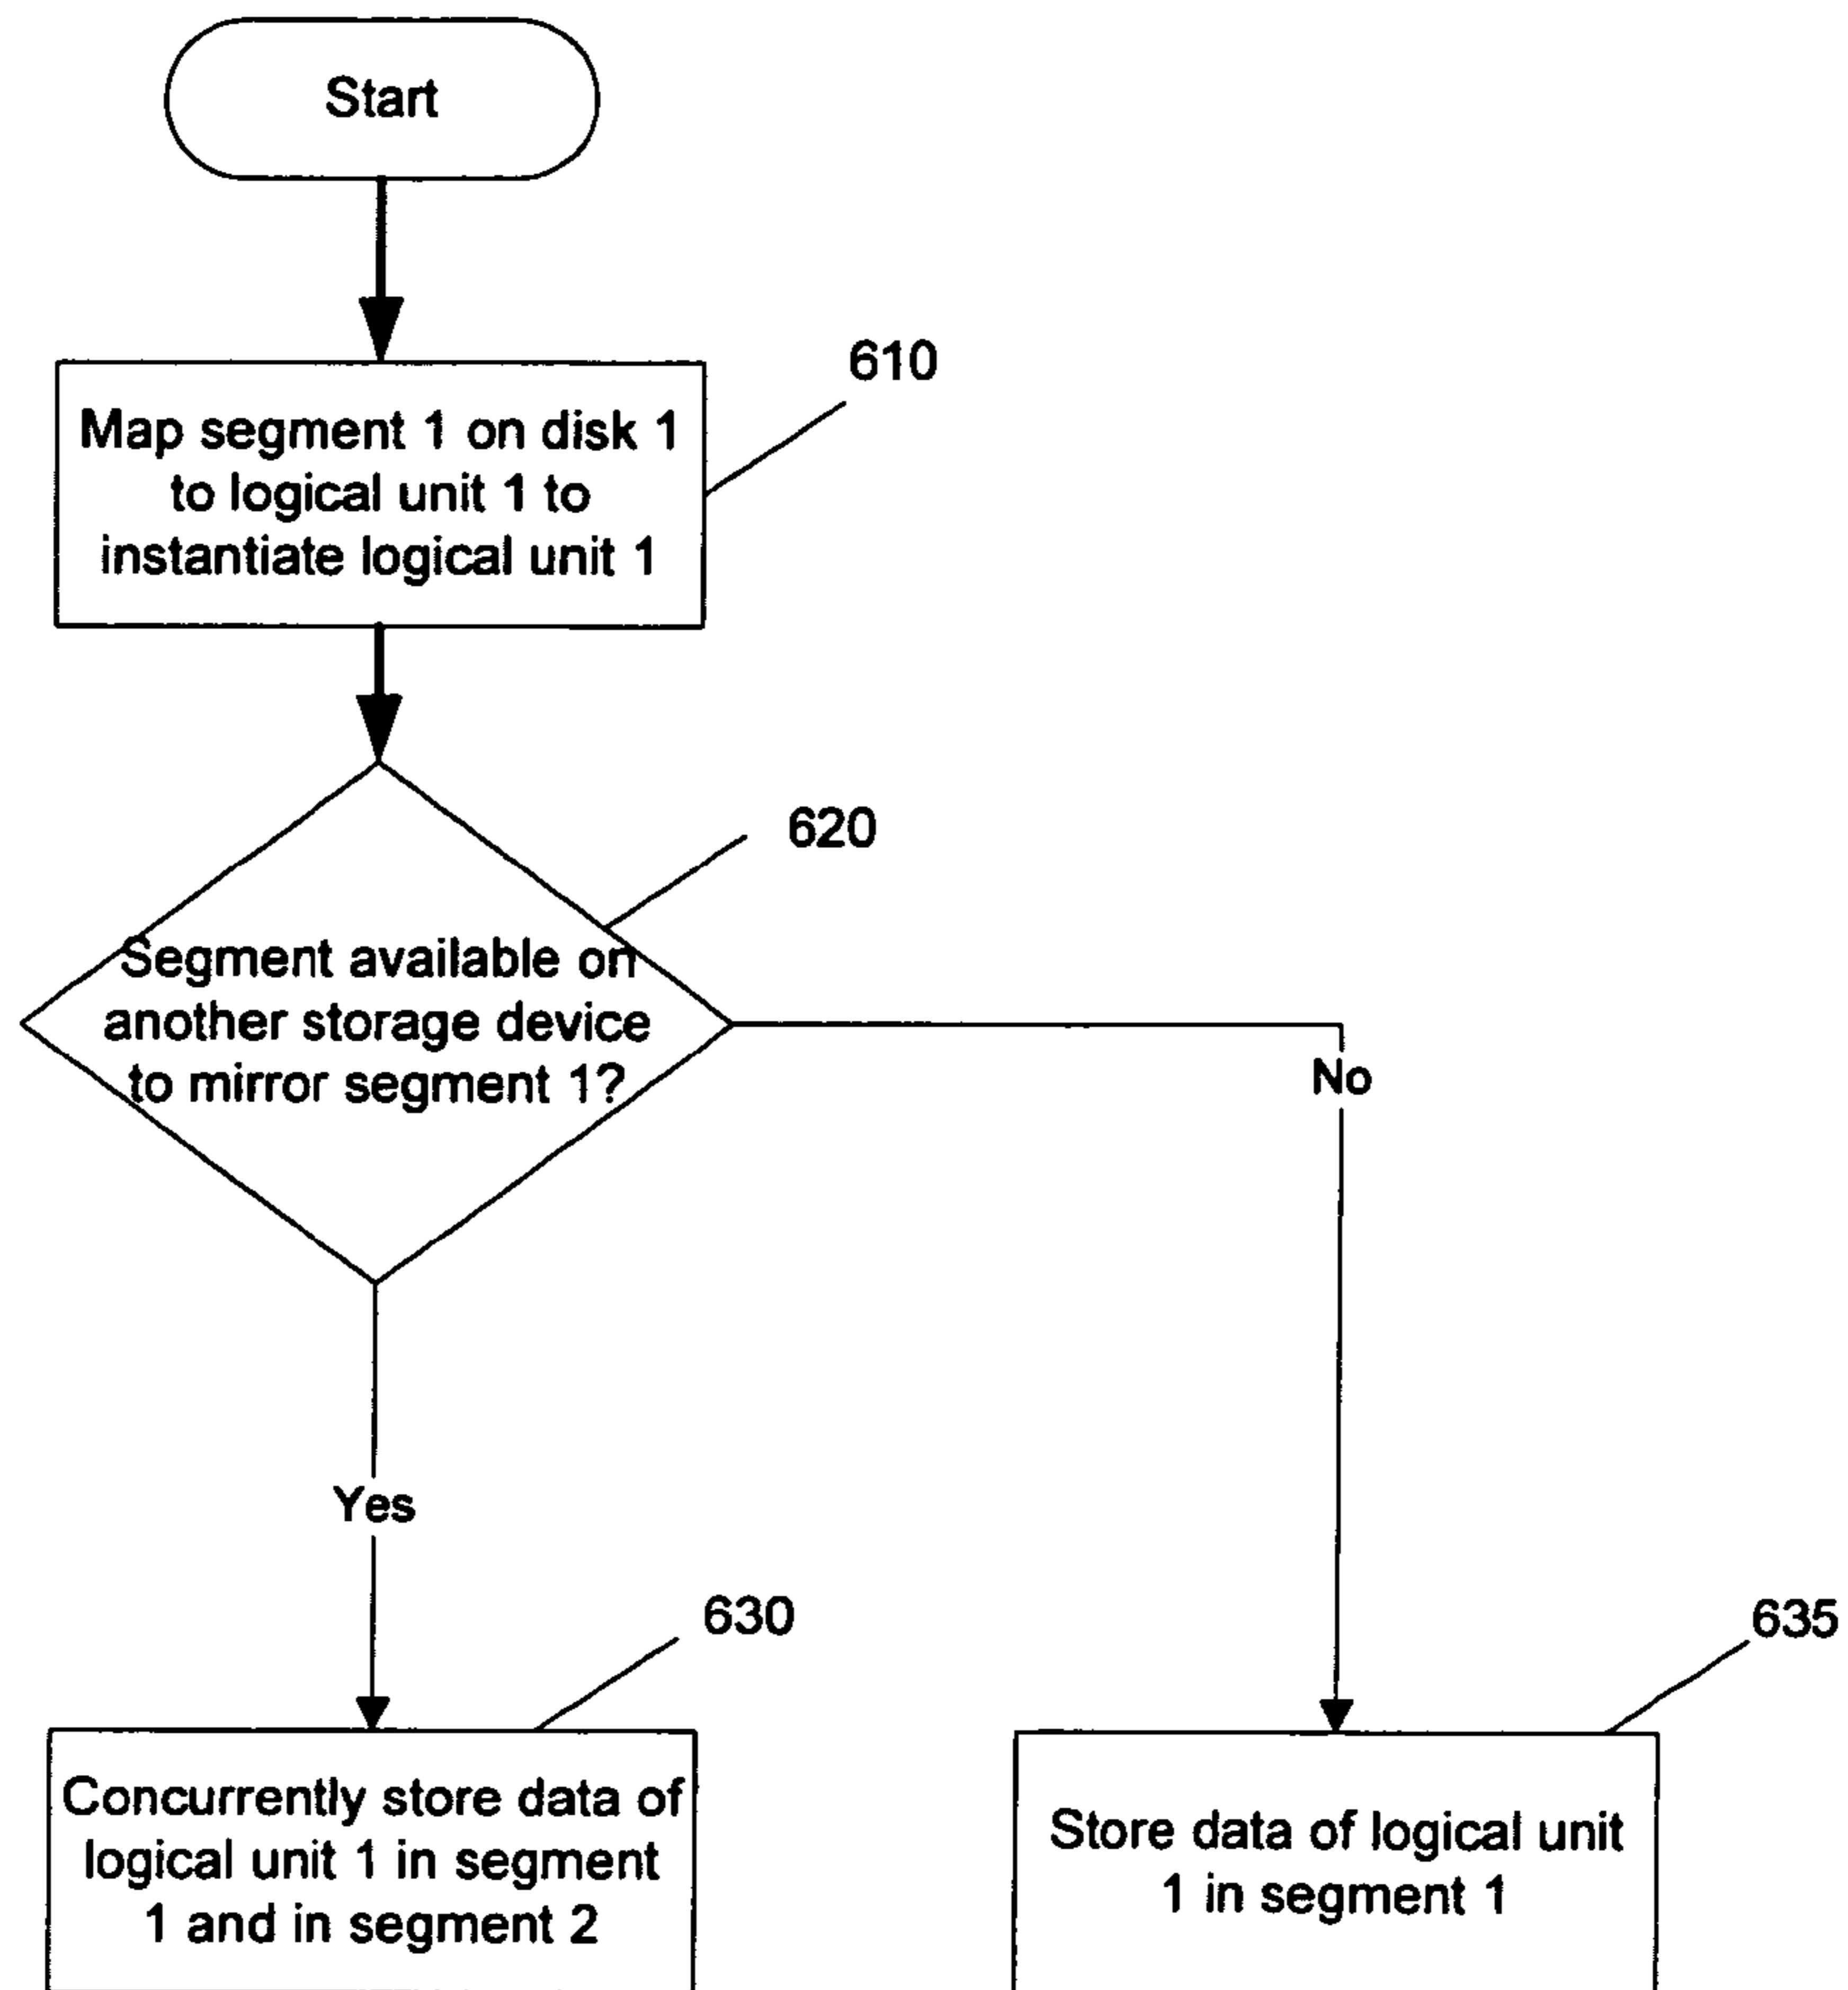 Start
610
Map segment 1 on disk 1
to logical unit 1 to
instantiate logical unit 1
620
Segment available on
another storage device
to mirror segment 1?
No
Yes
630
635
Concurrently store data of
logical unit 1 in segment
1 and in segment 2
Store data of logical unit
1 in segment 1